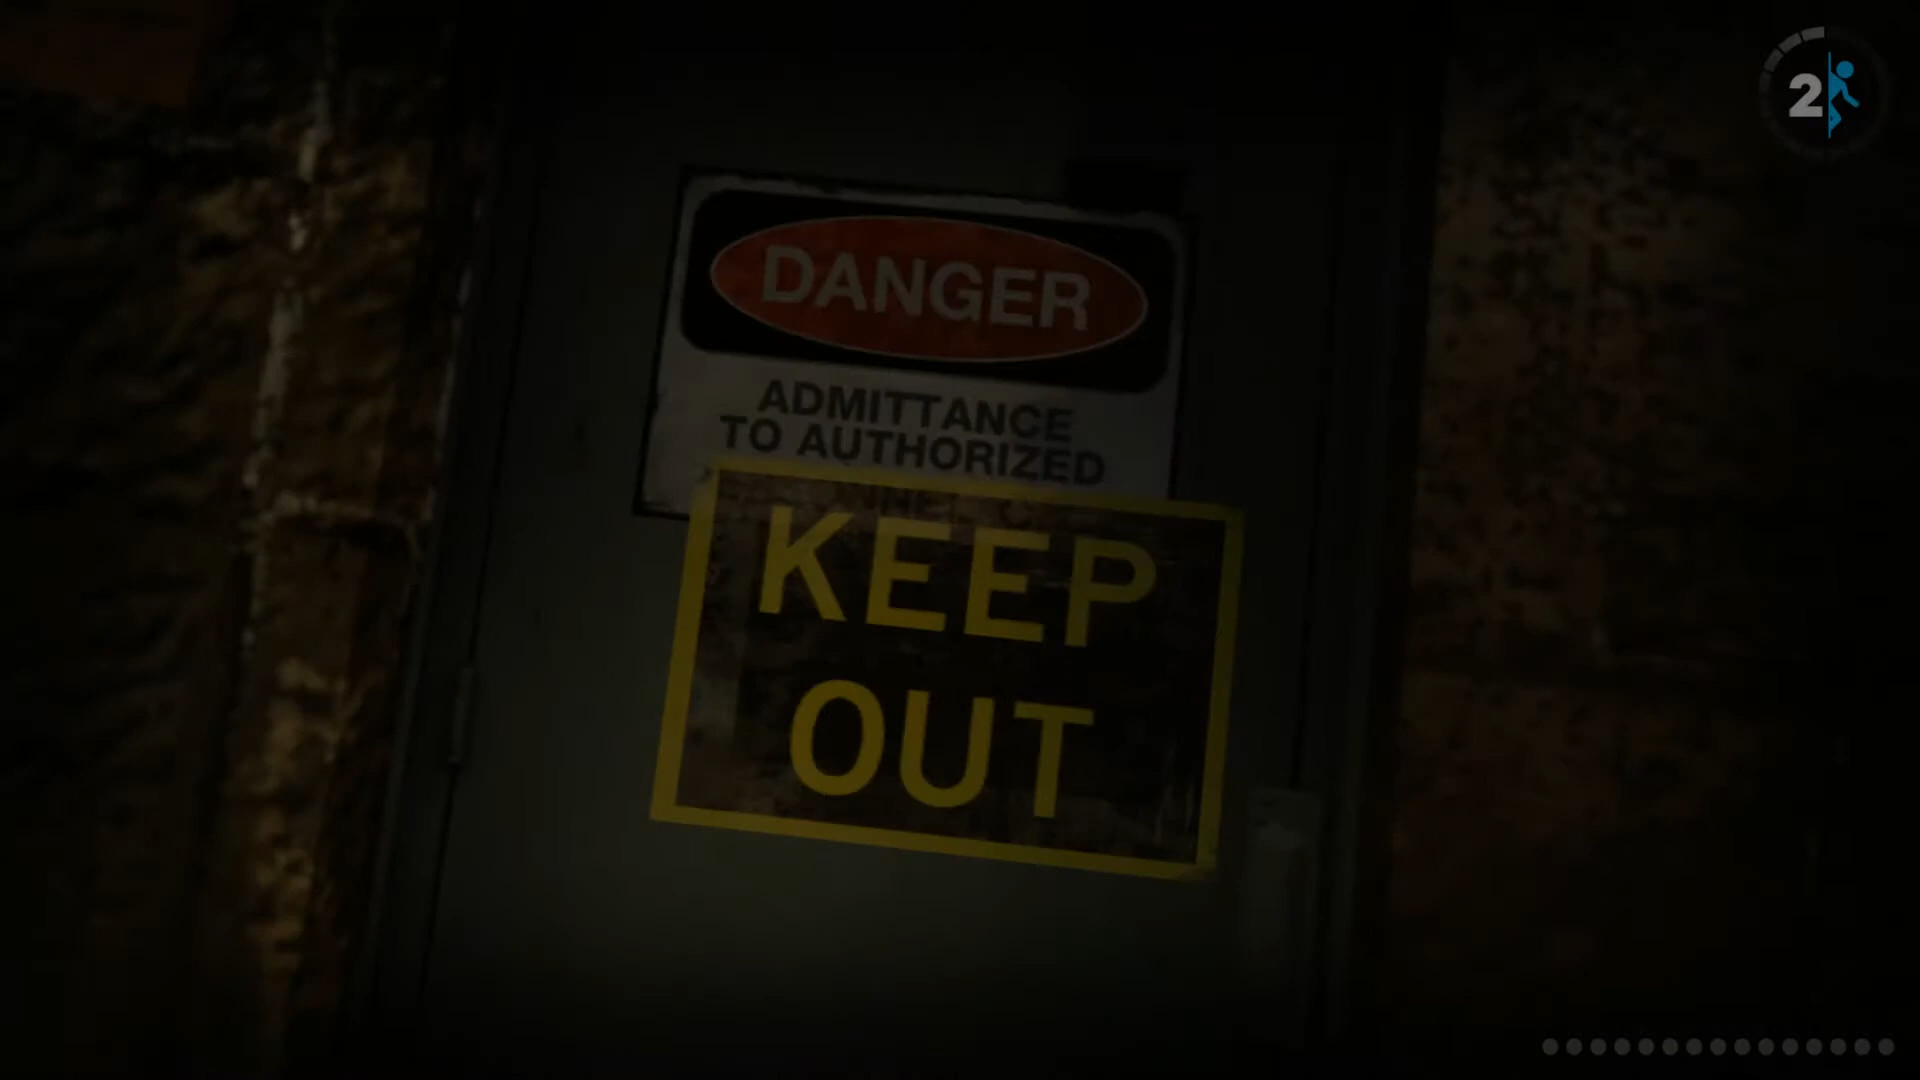 2
DANGER
ADMITTANCE
TO AUTHORIZED
KEEP
OUT